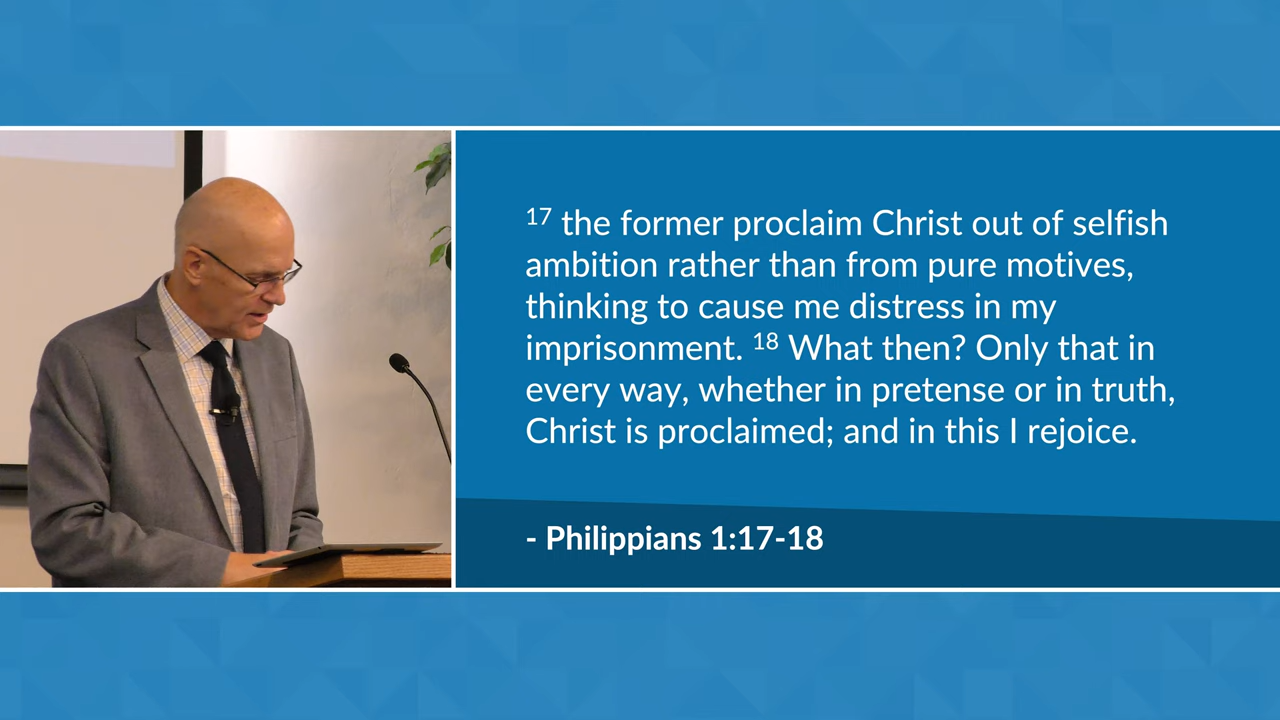 17 the former proclaim Christ out of selfish
ambition rather than from pure motives,
thinking to cause me distress in my
imprisonment. 18 What then? Only that in
every way, whether in pretense or in truth,
Christ is proclaimed; and in this I rejoice.
- Philippians 1:17-18